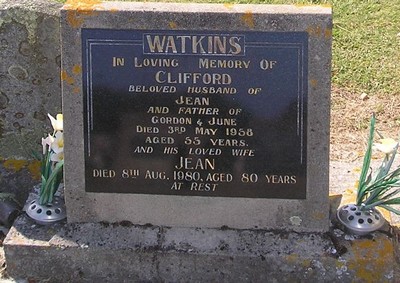 WATKINS
IN LOVING MEMORY OF
CLIFFORD
BELOVED HUSBAND OF
JEAN
AND FATHER OF
GORDON & JUNE
DIED 3RD MAY 1958
AGED 55 YEARS.
AND HIS LOVED WIFE
JEAN
DIED 8TH AUG. 1980, AGED 80 YEARS
AT REST